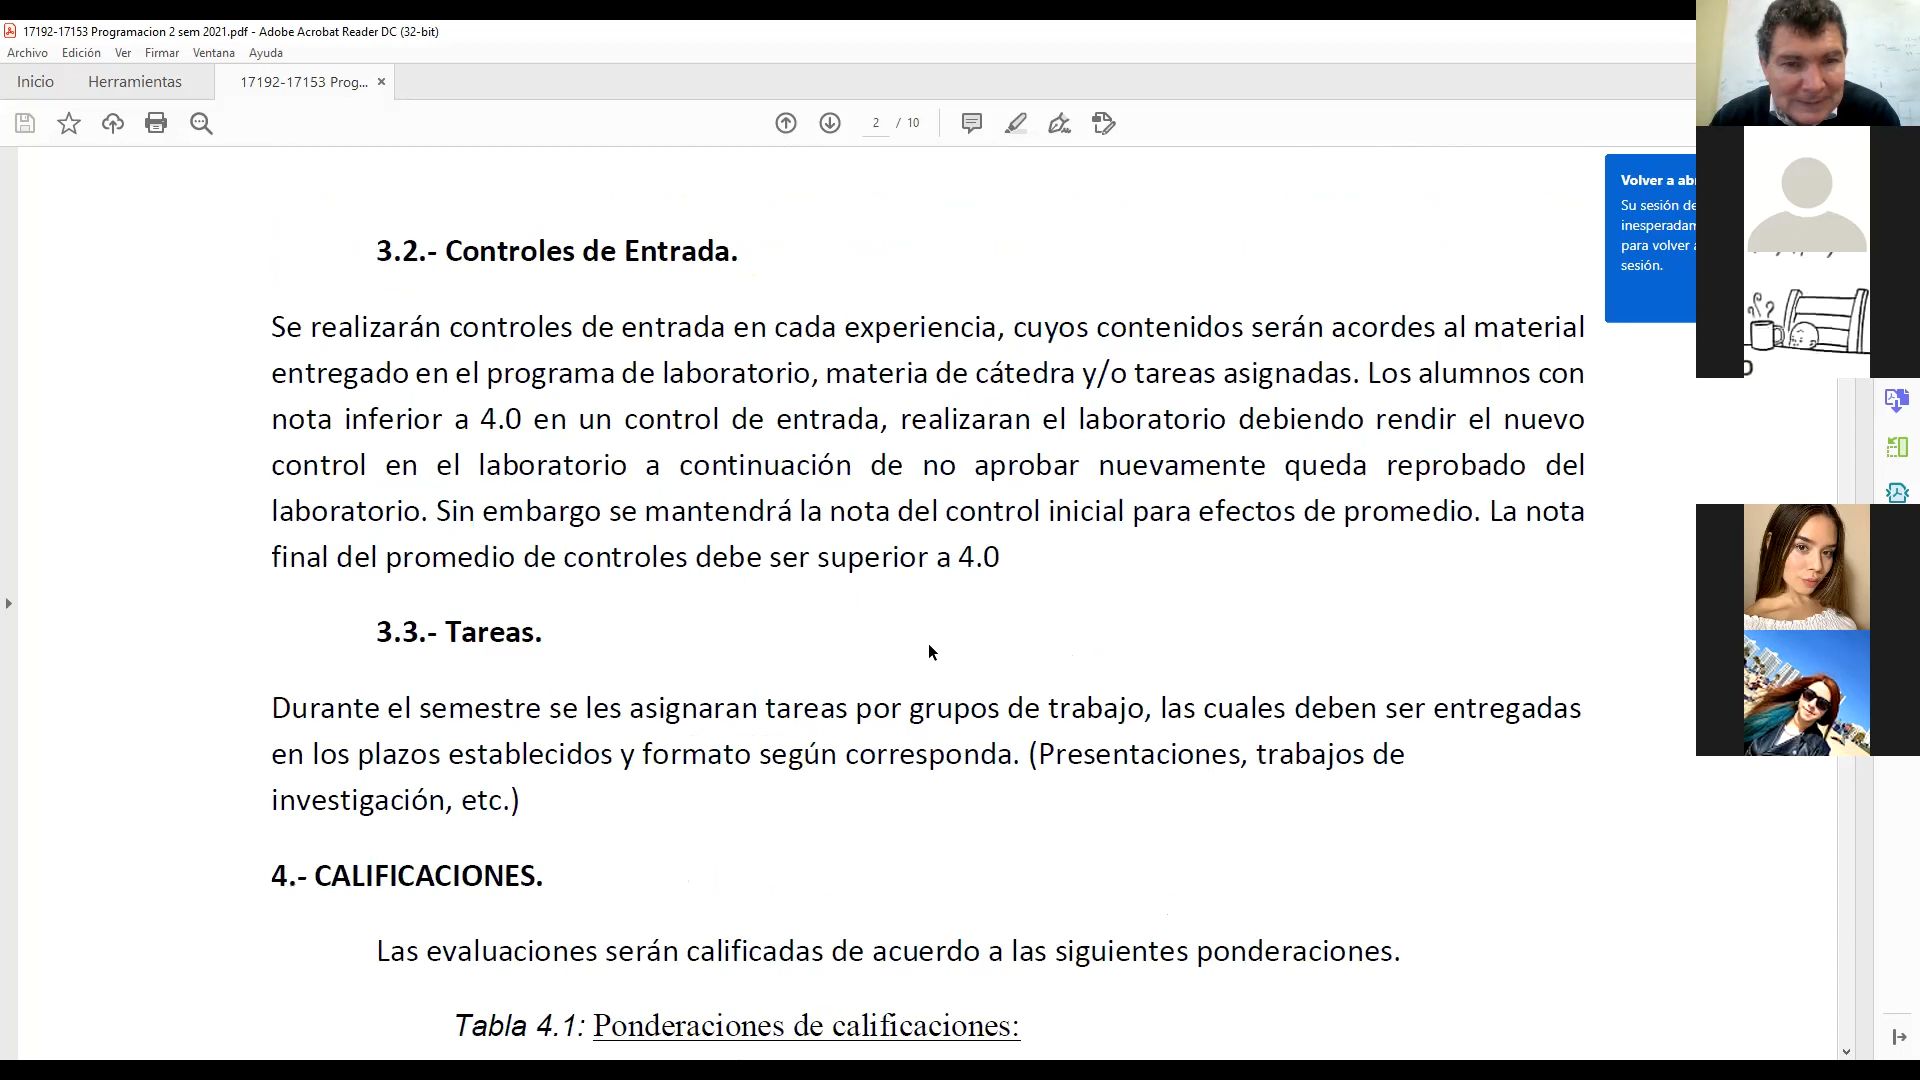 17192-17153 Programacion 2 sem 2021.pdf - Adobe Acrobat Reader DC (32-bit)
Archivo Edición Ver Firmar Ventana Ayuda
Inicio Herramientas 17192-17153 Prog... ×
2 / 10
Volver a ab
Su sesión de
inesperadam
para volver a
sesión.
3.2.- Controles de Entrada.
Se realizarán controles de entrada en cada experiencia, cuyos contenidos serán acordes al material
entregado en el programa de laboratorio, materia de cátedra y/o tareas asignadas. Los alumnos con
nota inferior a 4.0 en un control de entrada, realizaran el laboratorio debiendo rendir el nuevo
control en el laboratorio a continuación de no aprobar nuevamente queda reprobado del
laboratorio. Sin embargo se mantendrá la nota del control inicial para efectos de promedio. La nota
final del promedio de controles debe ser superior a 4.0
3.3.- Tareas.
Durante el semestre se les asignaran tareas por grupos de trabajo, las cuales deben ser entregadas
en los plazos establecidos y formato según corresponda. (Presentaciones, trabajos de
investigación, etc.)
4.- CALIFICACIONES.
Las evaluaciones serán calificadas de acuerdo a las siguientes ponderaciones.
Tabla 4.1: Ponderaciones de calificaciones: